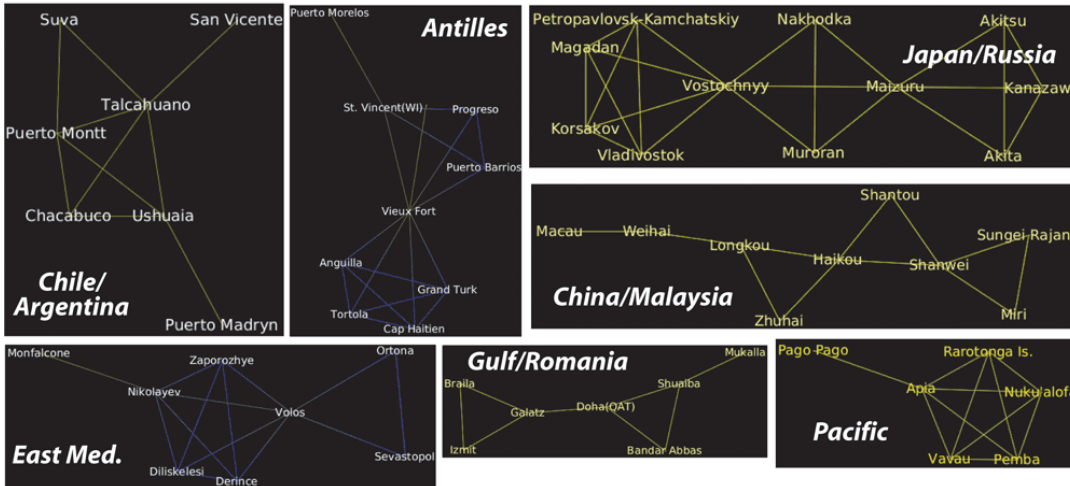 Suva
San Vicente
Talcahuano
Puerto Montt
Chacabuco
Ushuaia
Chile/
Argentina
Puerto Madryn
Puerto Morelos
Antilles
St. Vincent(WI)
Progreso
Puerto Barrios
Vieux Fort
Anguilla
Grand Turk
Tortola
Cap Haitien
Petropavlovsk-Kamchatskiy
Nakhodka
Akitsu
Magadan
Japan/Russia
Vostochnyy
Maizuru
Kanazaw
Korsakov
Vladivostok
Muroran
Akita
Shantou
Macau
Weihai
Sungei Rajan
Longkou
Haikou
Shanwei
China/Malaysia
Zhuhai
Miri
Monfalcone
Zaporozhye
Ortona
Nikolayev
Volos
East Med.
Diliskelesi
Derince
Sevastopol
Gulf/Romania
Mukalla
Braila
Shuaiba
Galatz
Doha(QAT)
Izmit
Bandar Abbas
Pago Pago
Rarotonga Is.
Apia
Nuku'alofa
Pacific
Vavau
Pemba